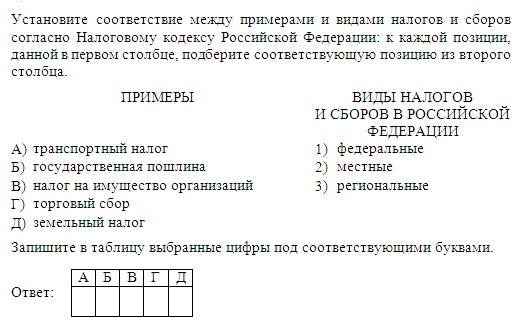 Установите соответствие между примерами и видами налогов и сборов
согласно Налоговому кодексу Российской Федерации: к каждой позиции,
данной в первом столбце, подберите соответствующую позицию из второго
столбца.
ПРИМЕРЫ
А) транспортный налог
Б) государственная пошлина
В) налог на имущество организаций
Г) торговый сбор
Д) земельный налог
ВИДЫ НАЛОГОВ
И СБОРОВ В РОССИЙСКОЙ
ФЕДЕРАЦИИ
1) федеральные
2) местные
3) региональные
Запишите в таблицу выбранные цифры под соответствующими буквами.
Ответ:
А Б В Г Д